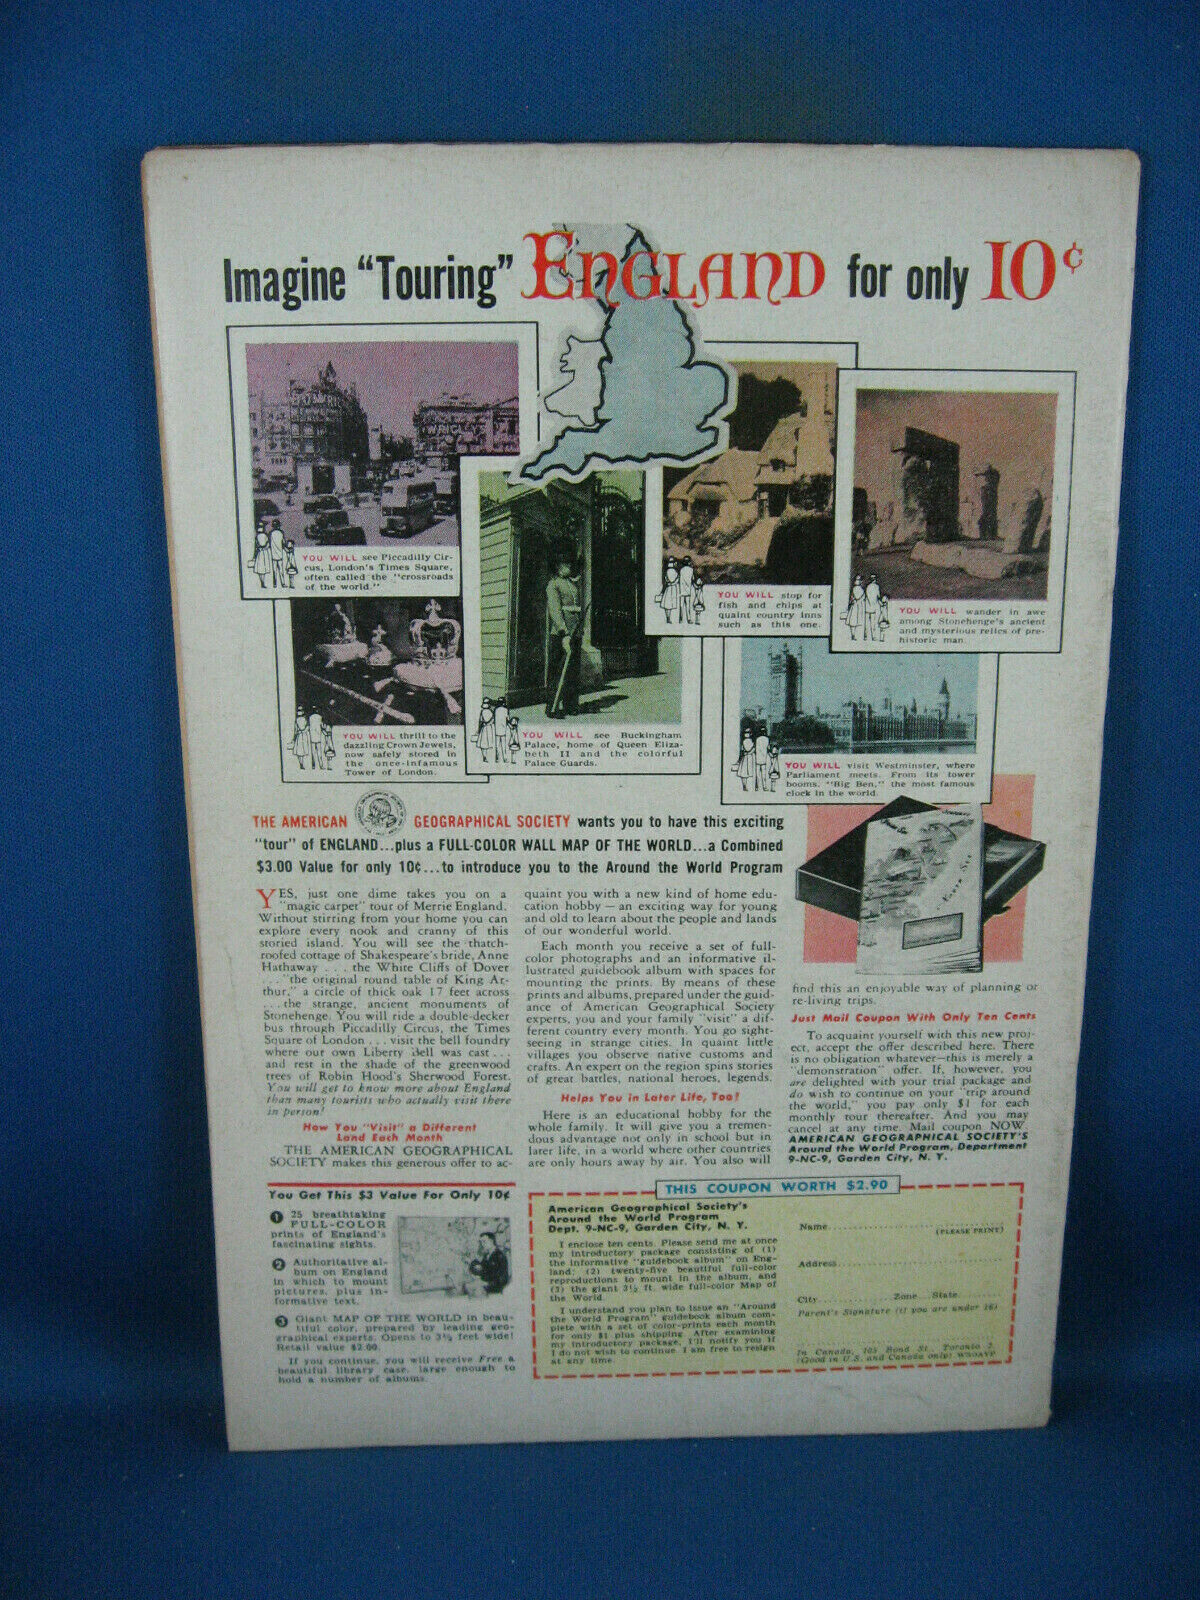 Imagine "Touring" ENGLAND for only 10¢
YOU WILL see Piccadilly Cir-
cus, London's Times Square,
often called the "crossroads
of the world."
YOU WILL stop for
fish and chips at
quaint country inns
such as this one.
YOU WILL wander in awe
among Stonehenge's ancient
and mysterious relics of pre-
historic man.
YOU WILL thrill to the
dazzling Crown Jewels,
now safely stored in
the once-infamous
Tower of London.
YOU WILL see Buckingham
Palace, home of Queen Eliza-
beth II and the colorful
Palace Guards.
YOU WILL visit Westminster, where
Parliament meets. From its tower
booms, "Big Ben," the most famous
clock in the world.
THE AMERICAN GEOGRAPHICAL SOCIETY wants you to have this exciting
"tour" of ENGLAND...plus a FULL-COLOR WALL MAP OF THE WORLD...a Combined
$3.00 Value for only 10¢...to introduce you to the Around the World Program
YES, just one dime takes you on a
"magic carpet" tour of Merrie England.
Without stirring from your home you can
explore every nook and cranny of this
storied island. You will see the thatch-
roofed cottage of Shakespeare's bride, Anne
Hathaway . . . the White Cliffs of Dover
. . . "the original round table of King Ar-
thur," a circle of thick oak 17 feet across
. . . the strange, ancient monuments of
Stonehenge. You will ride a double-decker
bus through Piccadilly Circus, the Times
Square of London . . . visit the bell foundry
where our own Liberty Bell was cast . . .
and rest in the shade of the greenwood
trees of Robin Hood's Sherwood Forest.
You will get to know more about England
than many tourists who actually visit there
in person!
How You "Visit" a Different
Land Each Month
THE AMERICAN GEOGRAPHICAL
SOCIETY makes this generous offer to ac-
quaint you with a new kind of home edu-
cation hobby — an exciting way for young
and old to learn about the people and lands
of our wonderful world.
Each month you receive a set of full-
color photographs and an informative il-
lustrated guidebook album with spaces for
mounting the prints. By means of these
prints and albums, prepared under the guid-
ance of American Geographical Society
experts, you and your family "visit" a dif-
ferent country every month. You go sight-
seeing in strange cities. In quaint little
villages you observe native customs and
crafts. An expert on the region spins stories
of great battles, national heroes, legends.
Helps You in Later Life, Too!
Here is an educational hobby for the
whole family. It will give you a tremen-
dous advantage not only in school but in
later life, in a world where other countries
are only hours away by air. You also will
find this an enjoyable way of planning or
re-living trips.
Just Mail Coupon With Only Ten Cents
To acquaint yourself with this new proj-
ect, accept the offer described here. There
is no obligation whatever—this is merely a
"demonstration" offer. If, however, you
are delighted with your trial package and
do wish to continue on your "trip around
the world," you pay only $1 for each
monthly tour thereafter. And you may
cancel at any time. Mail coupon NOW.
AMERICAN GEOGRAPHICAL SOCIETY'S
Around the World Program, Department
9-NC-9, Garden City, N. Y.
You Get This $3 Value For Only 10¢
1 25 breathtaking
FULL-COLOR
prints of England's
fascinating sights.
2 Authoritative al-
bum on England
in which to mount
pictures, plus in-
formative text.
3 Giant MAP OF THE WORLD in beau-
tiful color, prepared by leading geo-
graphical experts. Opens to 3½ feet wide!
Retail value $2.00.
If you continue, you will receive Free a
beautiful library case, large enough to
hold a number of albums.
THIS COUPON WORTH $2.90
American Geographical Society's
Around the World Program
Dept. 9-NC-9, Garden City, N. Y.
I enclose ten cents. Please send me at once
my introductory package consisting of (1)
the informative "guidebook album" on Eng-
land; (2) twenty-five beautiful full-color
reproductions to mount in the album, and
(3) the giant 3½ ft. wide full-color Map of
the World.
I understand you plan to issue an "Around
the World Program" guidebook album com-
plete with a set of color-prints each month
for only $1 plus shipping. After examining
my introductory package, I'll notify you if
I do not wish to continue. I am free to resign
at any time.
Name
(PLEASE PRINT)
Address
City Zone State
Parent's Signature (if you are under 16)
In Canada, 105 Bond St. Toronto 2.
(Good in U.S. and Canada only)